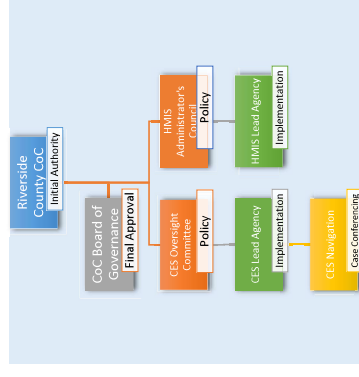 Riverside
County CoC
Initial Authority
CoC Board of
Governance
Final Approval
HMIS
Administrator's
Council
Policy
HMIS Lead Agency
Implementation
CES Oversight
Committee
Policy
CES Lead Agency
Implementation
CES Navigation
Case Conferencing